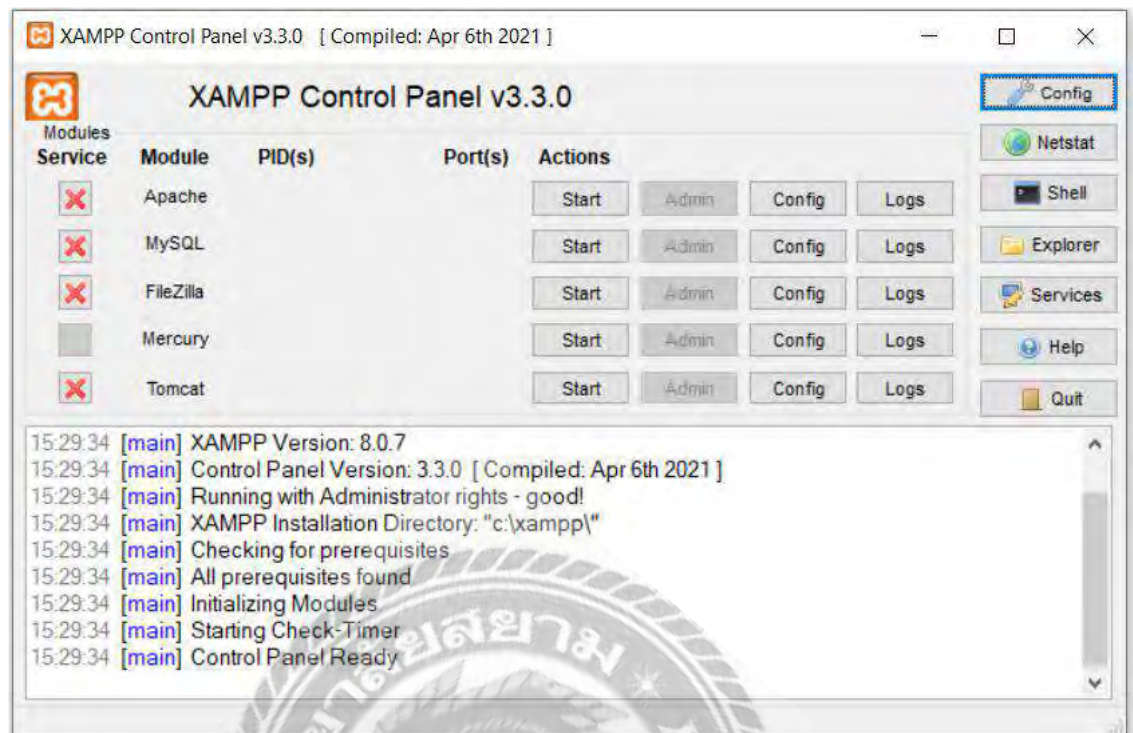 XAMPP Control Panel v3.3.0 [ Compiled: Apr 6th 2021 ]
XAMPP Control Panel v3.3.0
Config
Modules
Netstat
Service Module PID(s) Port(s) Actions
Apache Start Admin Config Logs
Shell
MySQL Start Admin Config Logs
Explorer
FileZilla Start Admin Config Logs
Services
Mercury Start Admin Config Logs
Help
Tomcat Start Admin Config Logs
Quit
15:29:34 [main] XAMPP Version: 8.0.7
15:29:34 [main] Control Panel Version: 3.3.0 [ Compiled: Apr 6th 2021 ]
15:29:34 [main] Running with Administrator rights - good!
15:29:34 [main] XAMPP Installation Directory: "c:\xampp\"
15:29:34 [main] Checking for prerequisites
15:29:34 [main] All prerequisites found
15:29:34 [main] Initializing Modules
15:29:34 [main] Starting Check-Timer
15:29:34 [main] Control Panel Ready